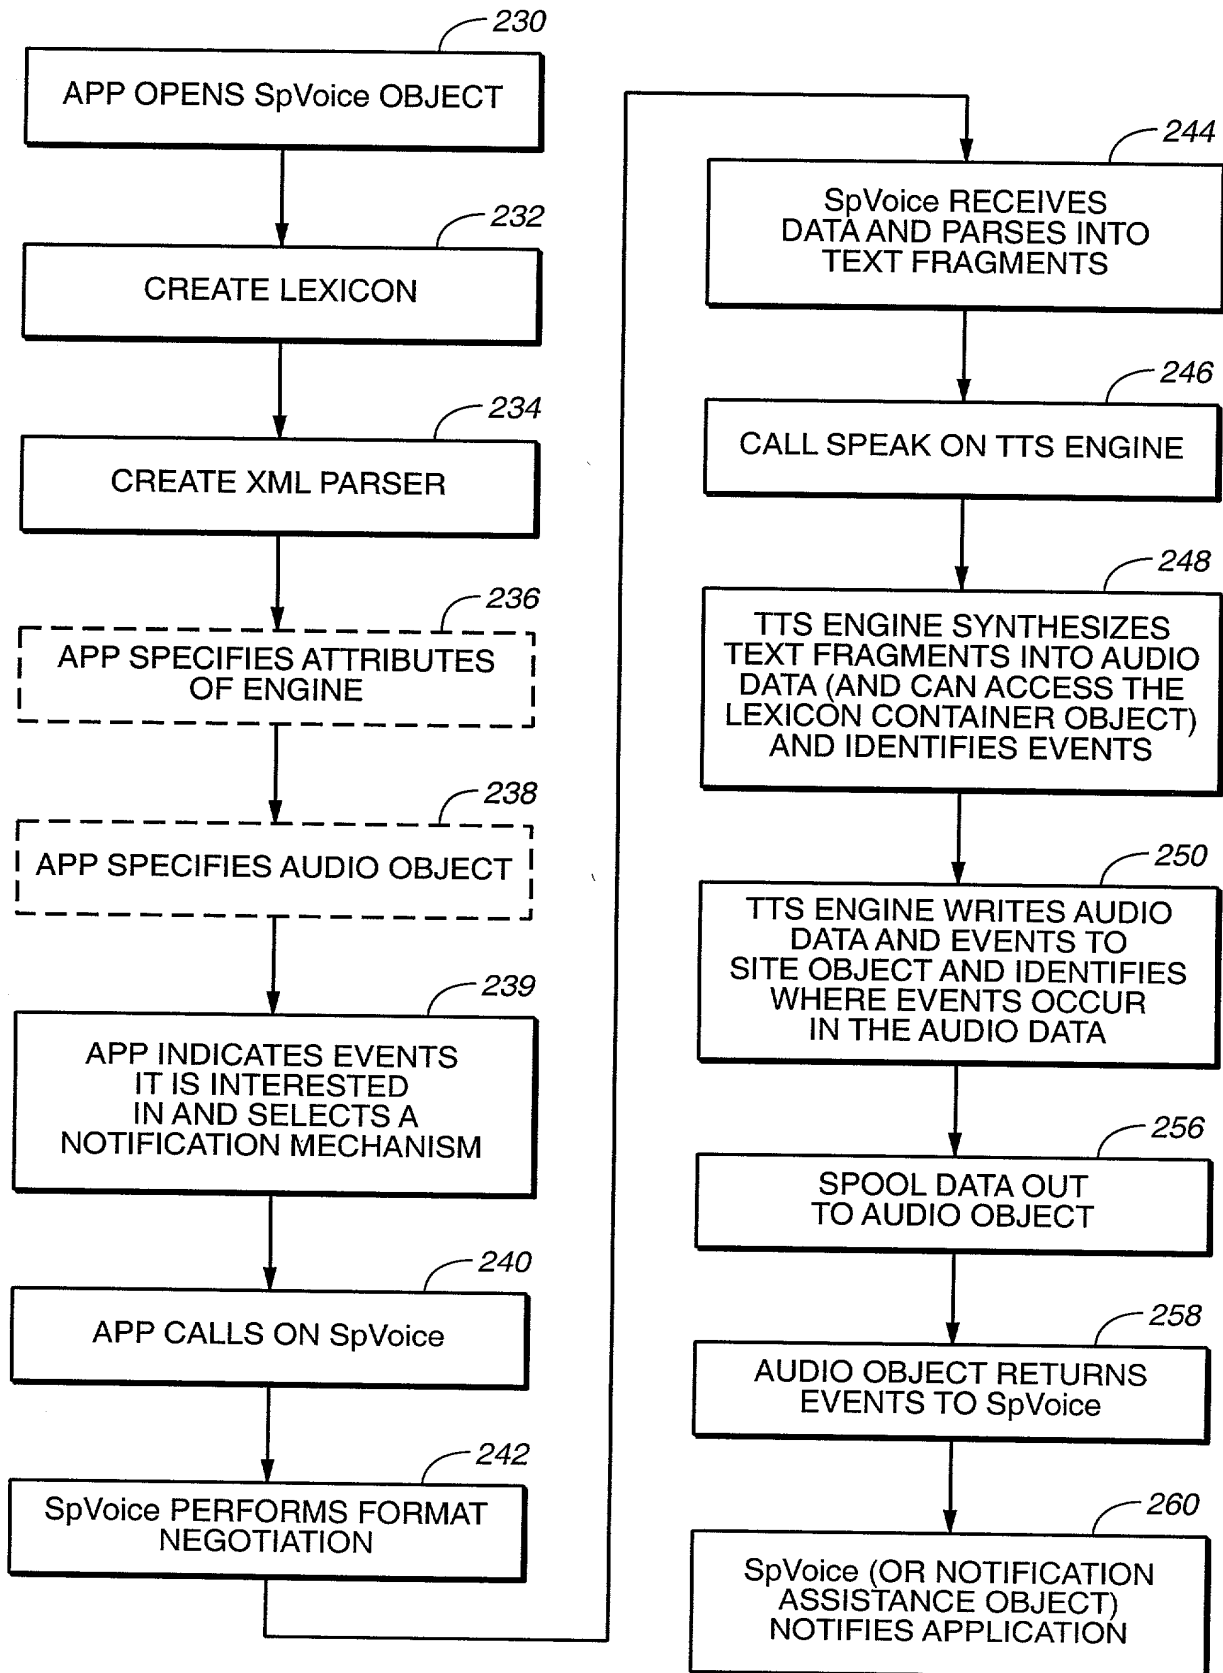 230
APP OPENS SpVoice OBJECT
232
CREATE LEXICON
234
CREATE XML PARSER
236
APP SPECIFIES ATTRIBUTES
OF ENGINE
238
APP SPECIFIES AUDIO OBJECT
239
APP INDICATES EVENTS
IT IS INTERESTED
IN AND SELECTS A
NOTIFICATION MECHANISM
240
APP CALLS ON SpVoice
242
SpVoice PERFORMS FORMAT
NEGOTIATION
244
SpVoice RECEIVES
DATA AND PARSES INTO
TEXT FRAGMENTS
246
CALL SPEAK ON TTS ENGINE
248
TTS ENGINE SYNTHESIZES
TEXT FRAGMENTS INTO AUDIO
DATA (AND CAN ACCESS THE
LEXICON CONTAINER OBJECT)
AND IDENTIFIES EVENTS
250
TTS ENGINE WRITES AUDIO
DATA AND EVENTS TO
SITE OBJECT AND IDENTIFIES
WHERE EVENTS OCCUR
IN THE AUDIO DATA
256
SPOOL DATA OUT
TO AUDIO OBJECT
258
AUDIO OBJECT RETURNS
EVENTS TO SpVoice
260
SpVoice (OR NOTIFICATION
ASSISTANCE OBJECT)
NOTIFIES APPLICATION